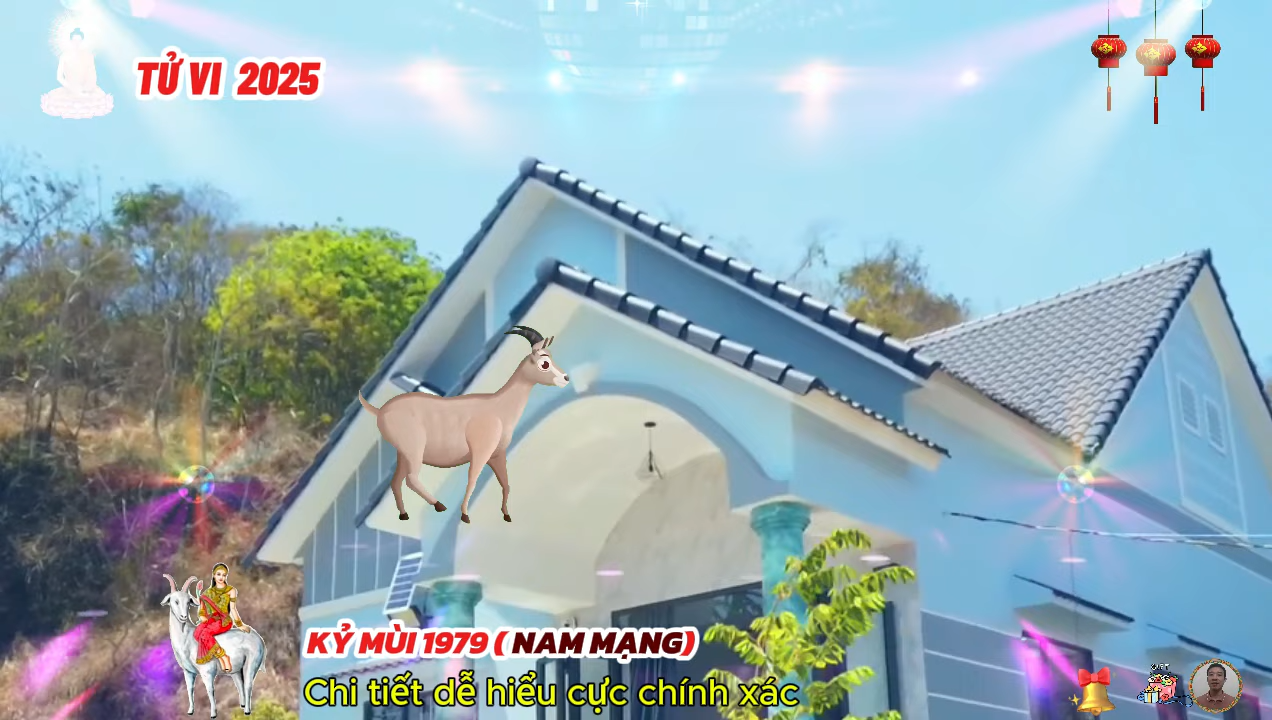 TỬ VI 2025
KỶ MÙI 1979 ( NAM MẠNG)
Chi tiết dễ hiểu cực chính xác